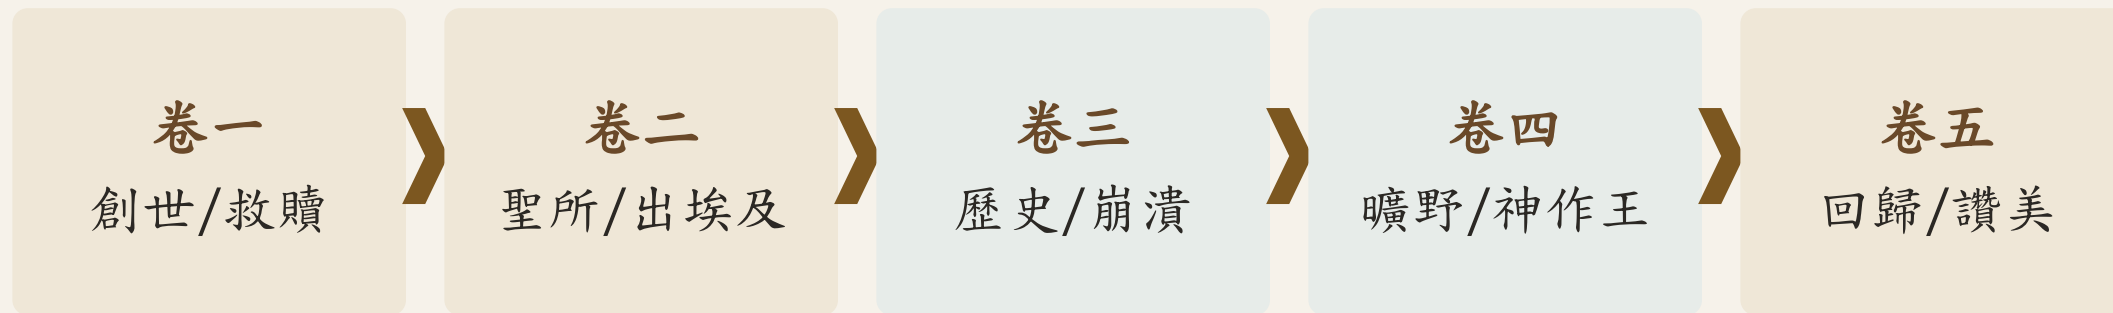 卷一
創世/救贖
卷二
聖所/出埃及
卷三
歷史/崩潰
卷四
曠野/神作王
卷五
回歸/讚美